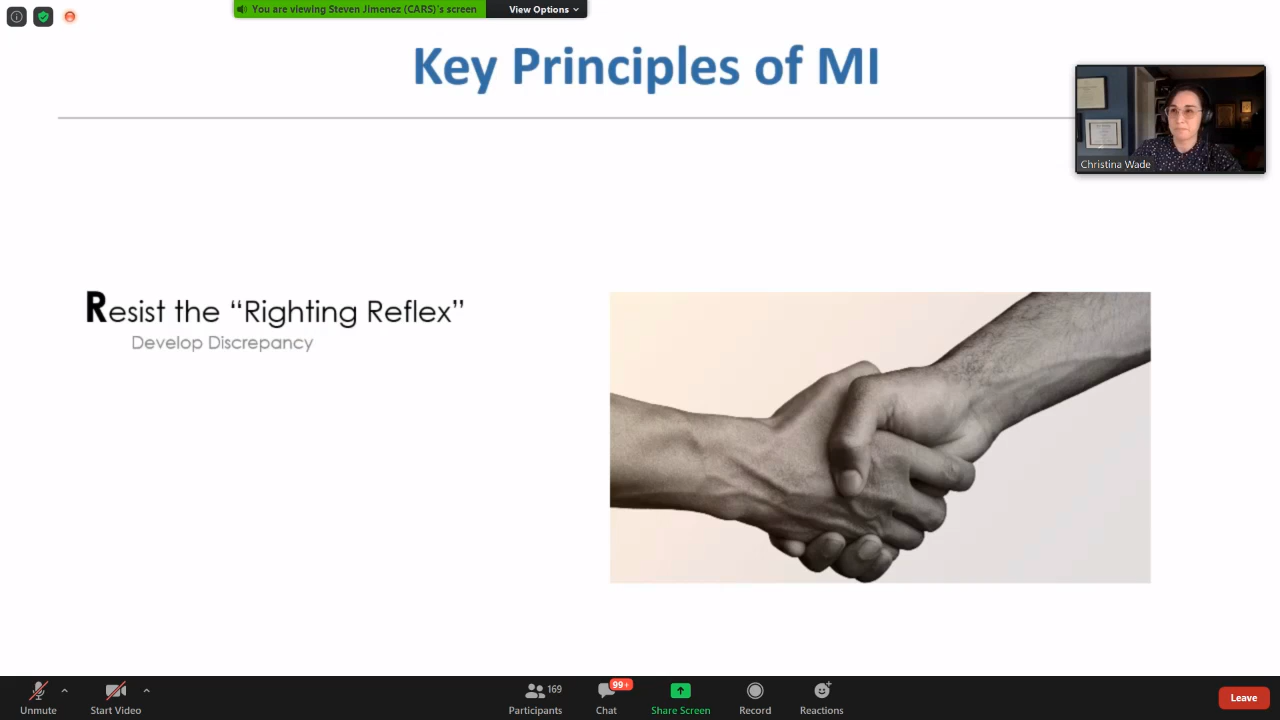 You are viewing Steven Jimenez (CARS)'s screen
View Options
Key Principles of MI
Christina Wade
Resist the “Righting Reflex”
Develop Discrepancy
Unmute
Start Video
169
Participants
99+
Chat
Share Screen
Record
Reactions
Leave